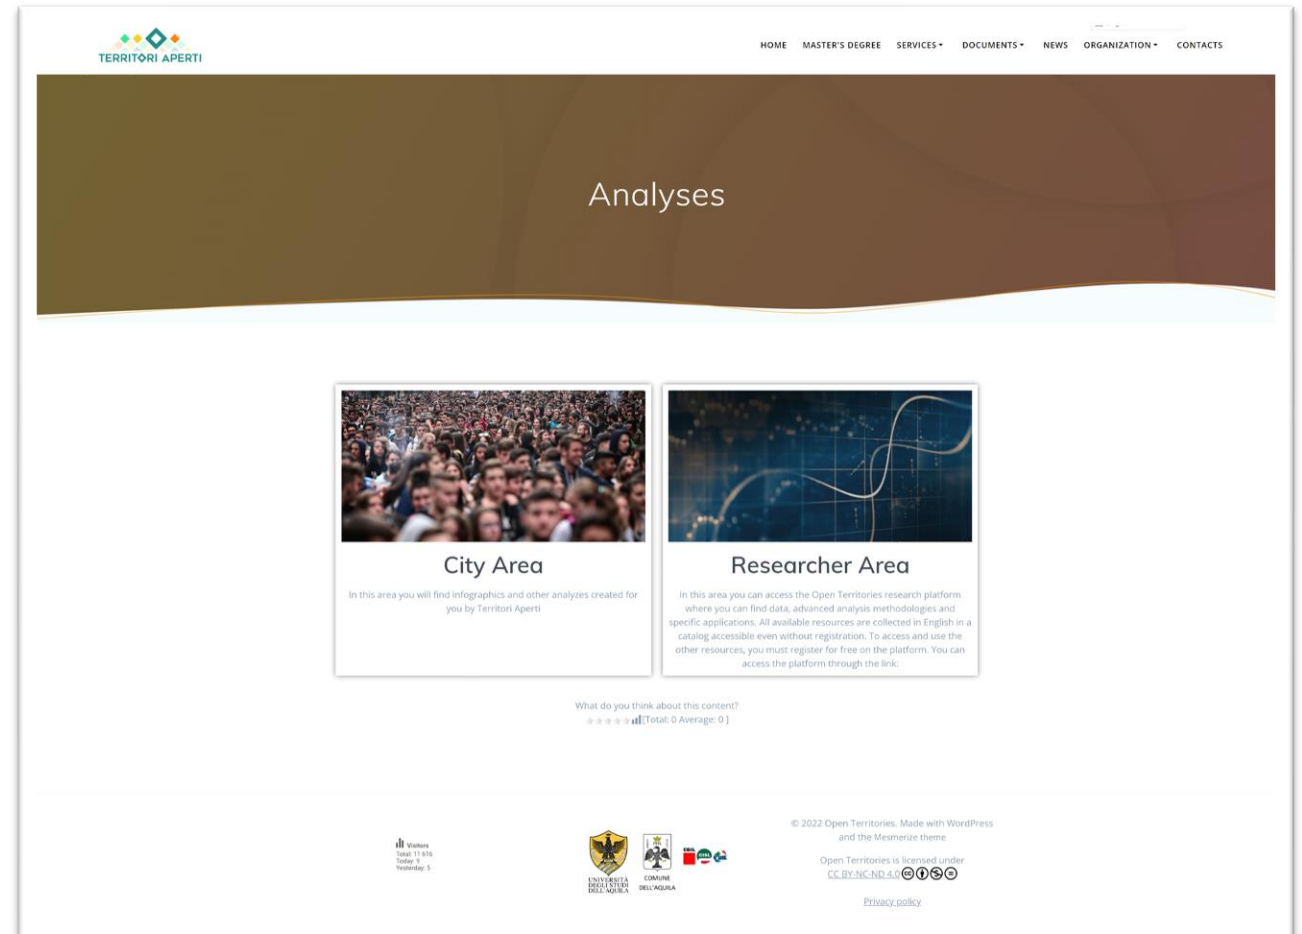 TERRITORI APERTI
HOME MASTER'S DEGREE SERVICES DOCUMENTS NEWS ORGANIZATION CONTACTS
Analyses
City Area
In this area you will find infographics and other analyzes created for
you by Territori Aperti
Researcher Area
In this area you can access the Open Territories research platform
where you can find data, advanced analysis methodologies and
specific applications. All available resources are collected in English in a
catalog accessible even without registration. To access and use the
other resources, you must register for free on the platform. You can
access the platform through the link:
What do you think about this content?
[Total: 0 Average: 0 ]
Visitors
Total: 11 616
Today: 9
Yesterday: 5
UNIVERSITÀ
DEGLI STUDI
DELL'AQUILA
COMUNE
DELL'AQUILA
CGIL
CISL
UIL
© 2022 Open Territories. Made with WordPress
and the Mesmerize theme
Open Territories is licensed under
CC BY-NC-ND 4.0
Privacy policy